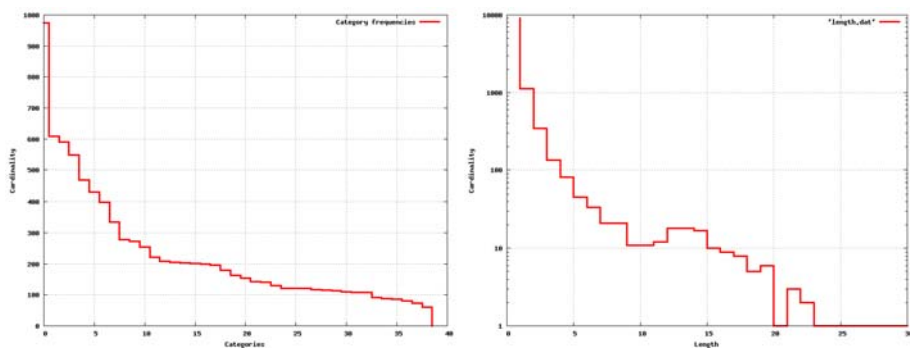 1000
900
800
700
600
500
400
300
200
100
0
Cardinality
Category frequencies
0 5 10 15 20 25 30 35 40
Categories
10000
1000
100
10
1
Cardinality
'length.dat'
0 5 10 15 20 25 30
Length